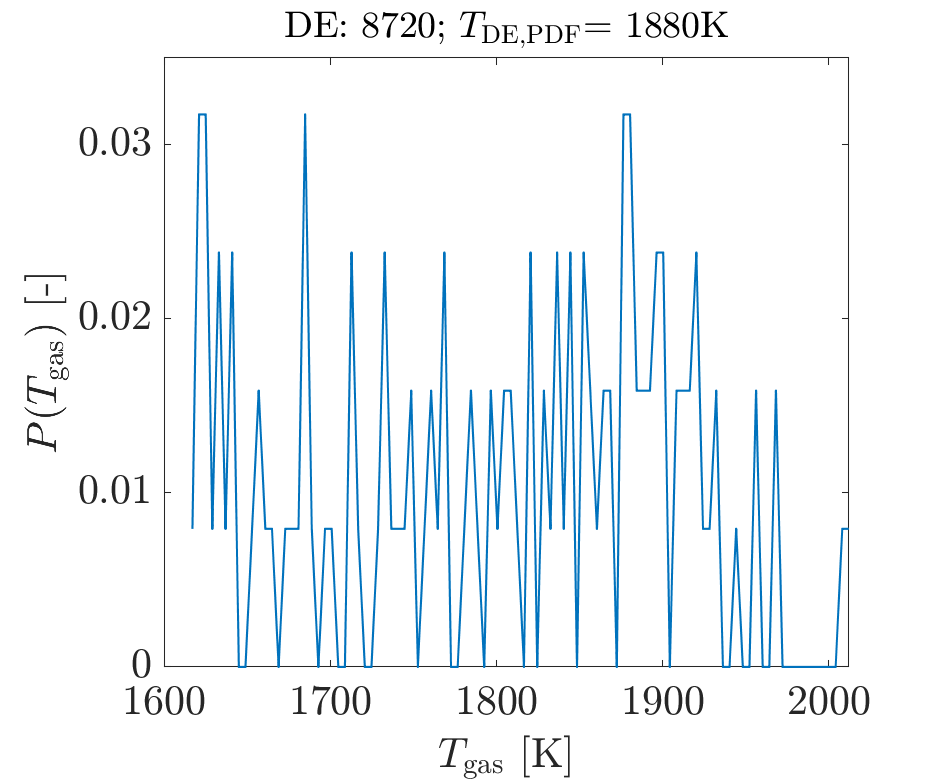 DE: 8720; T_DE,PDF= 1880K
0.03
0.02
0.01
0
P(T_gas) [-]
1600 1700 1800 1900 2000
T_gas [K]